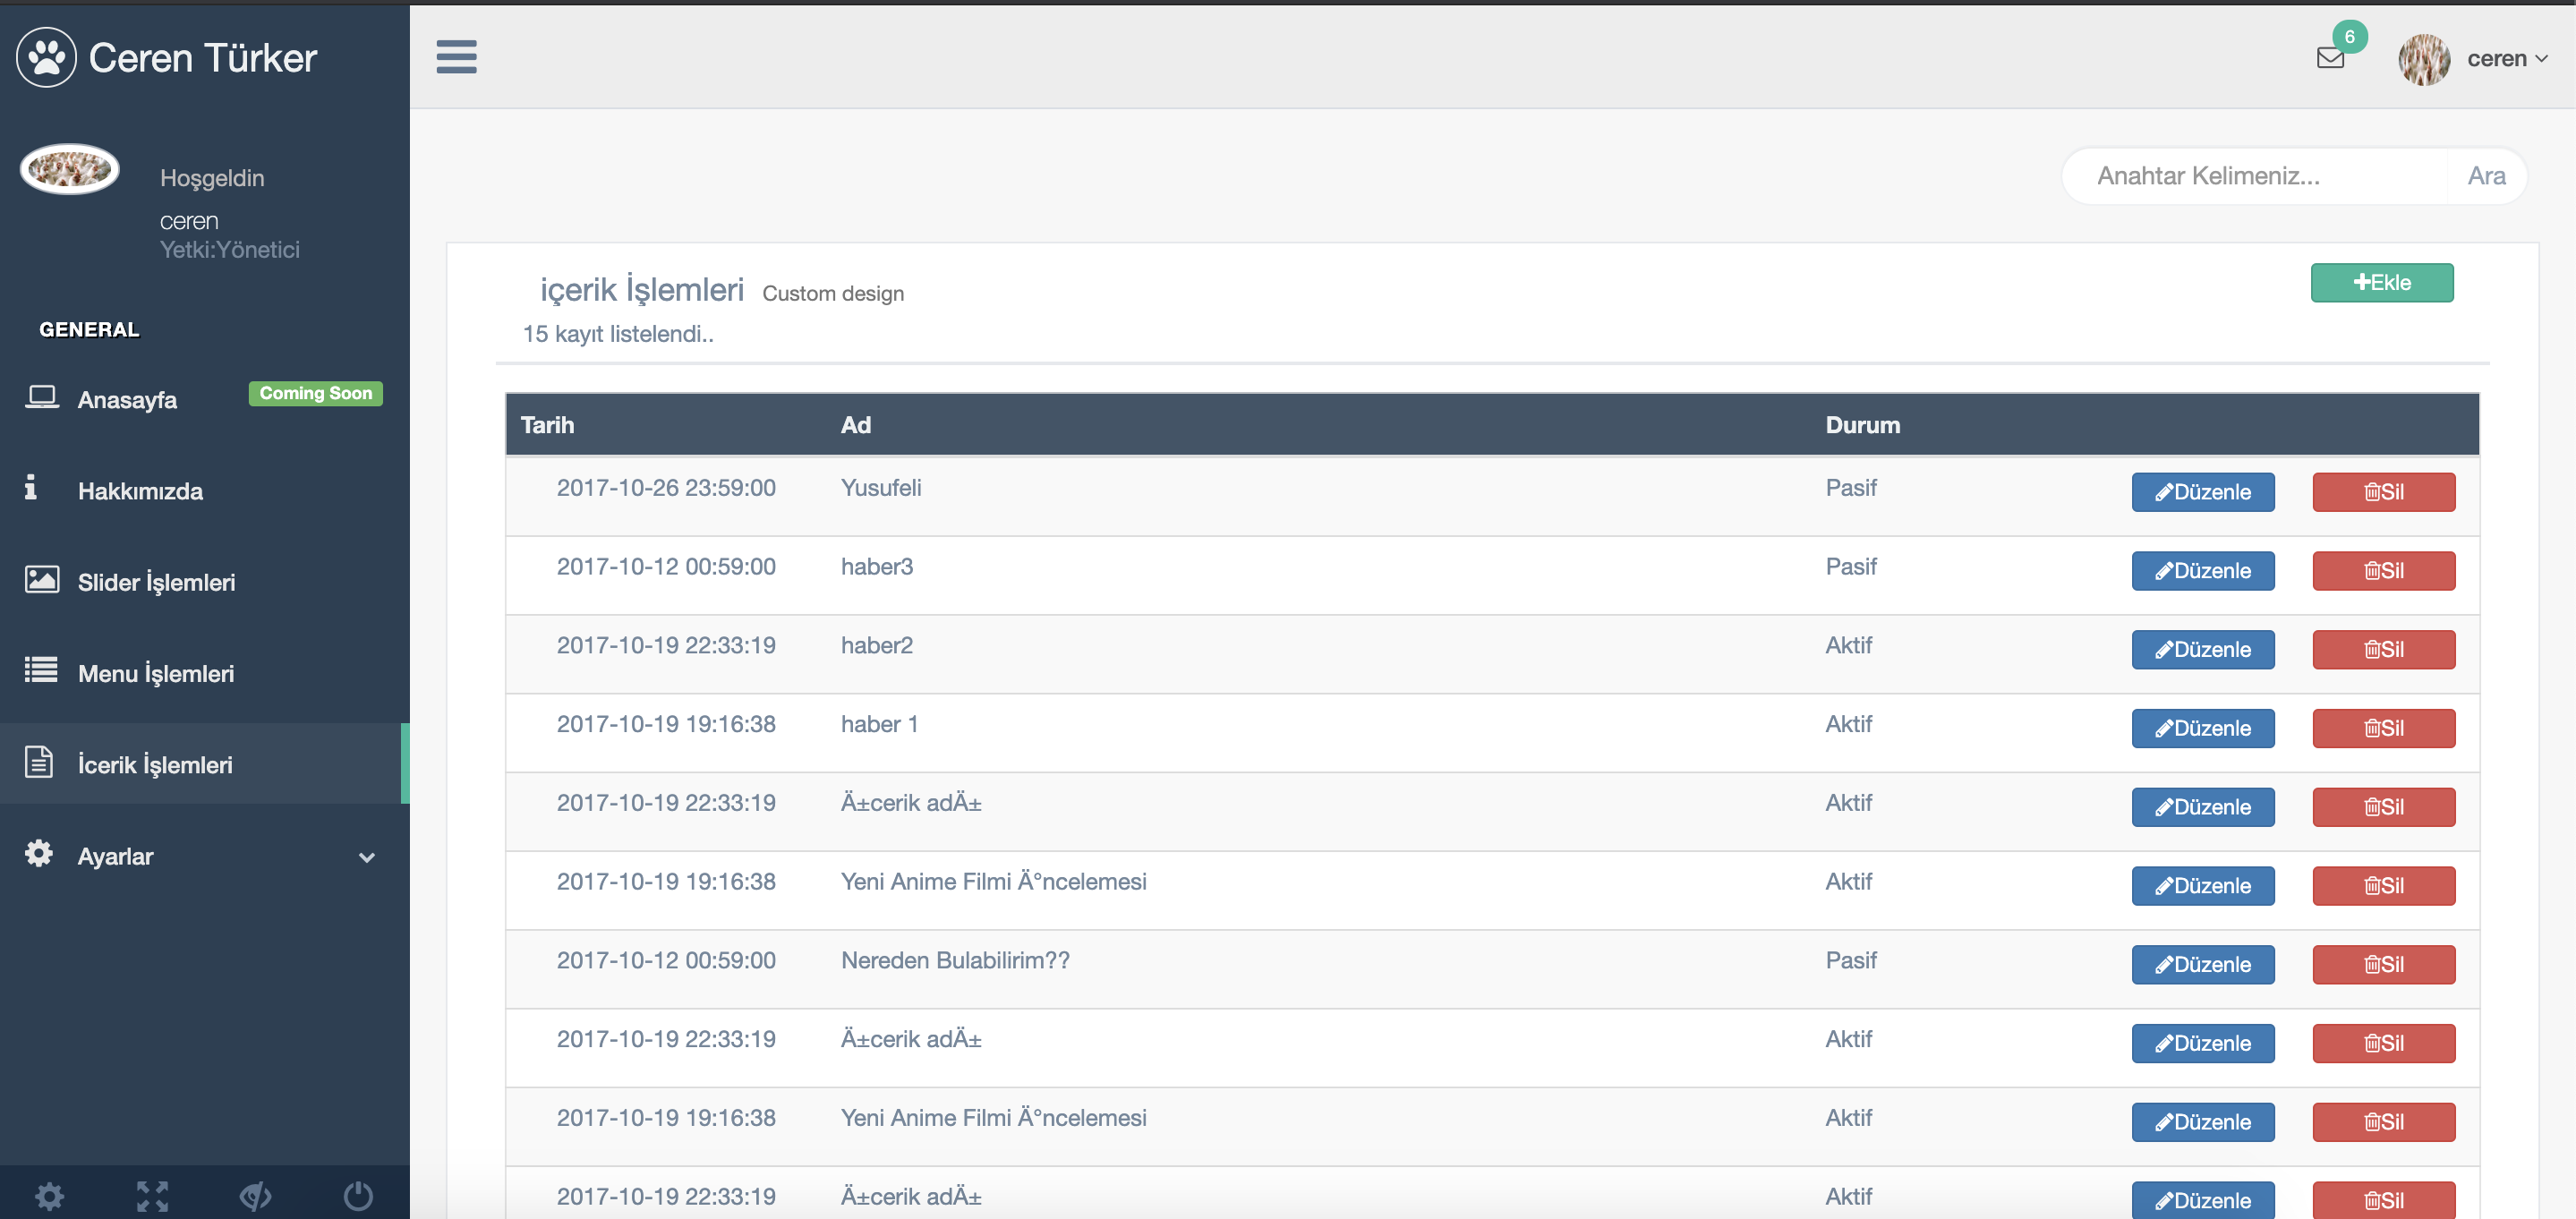 Ceren Türker
6
ceren
Hoşgeldin
ceren
Yetki:Yönetici
GENERAL
Anasayfa Coming Soon
Hakkımızda
Slider İşlemleri
Menu İşlemleri
İcerik İşlemleri
Ayarlar
Anahtar Kelimeniz... Ara
içerik İşlemleri Custom design
Ekle
15 kayıt listelendi..
Tarih Ad Durum
2017-10-26 23:59:00 Yusufeli Pasif Düzenle Sil
2017-10-12 00:59:00 haber3 Pasif Düzenle Sil
2017-10-19 22:33:19 haber2 Aktif Düzenle Sil
2017-10-19 19:16:38 haber 1 Aktif Düzenle Sil
2017-10-19 22:33:19 Ä±cerik adÄ± Aktif Düzenle Sil
2017-10-19 19:16:38 Yeni Anime Filmi Ä°ncelemesi Aktif Düzenle Sil
2017-10-12 00:59:00 Nereden Bulabilirim?? Pasif Düzenle Sil
2017-10-19 22:33:19 Ä±cerik adÄ± Aktif Düzenle Sil
2017-10-19 19:16:38 Yeni Anime Filmi Ä°ncelemesi Aktif Düzenle Sil
2017-10-19 22:33:19 Ä±cerik adÄ± Aktif Düzenle Sil